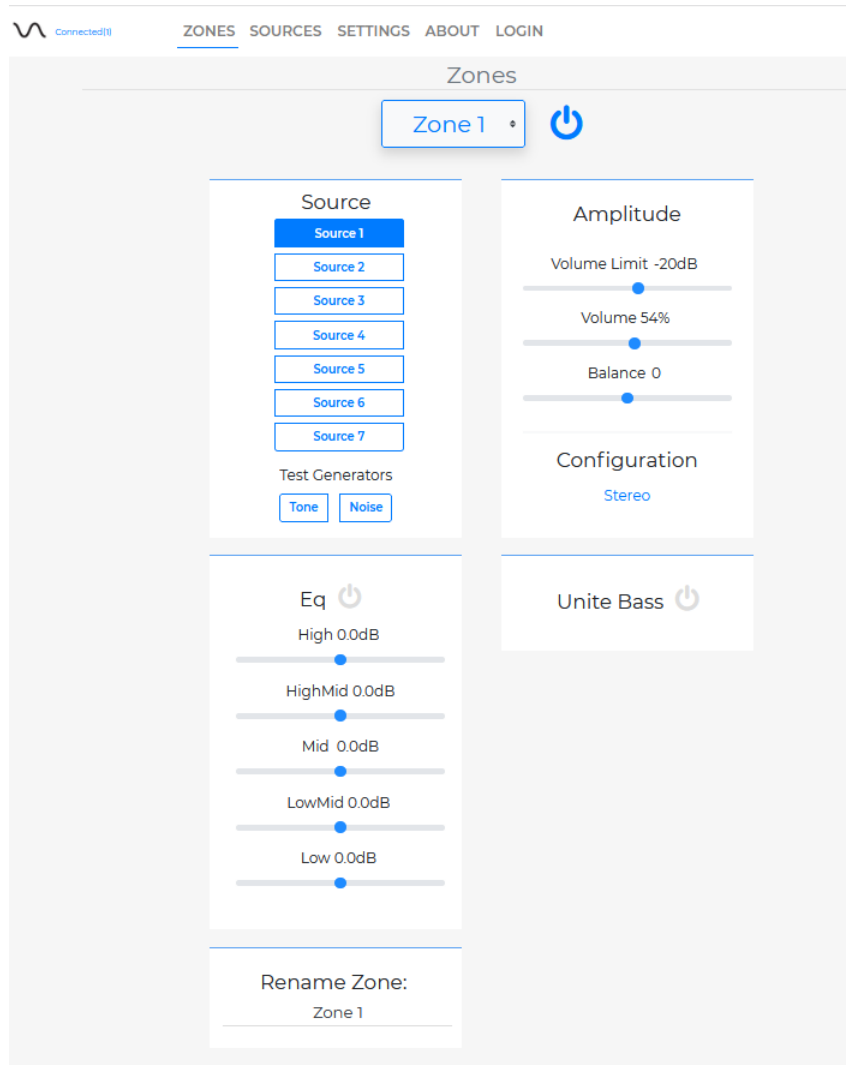 Connected(1)
ZONES SOURCES SETTINGS ABOUT LOGIN
Zones
Zone 1
Source
Source 1
Source 2
Source 3
Source 4
Source 5
Source 6
Source 7
Test Generators
Tone Noise
Amplitude
Volume Limit -20dB
Volume 54%
Balance 0
Configuration
Stereo
Eq
High 0.0dB
HighMid 0.0dB
Mid 0.0dB
LowMid 0.0dB
Low 0.0dB
Unite Bass
Rename Zone:
Zone 1